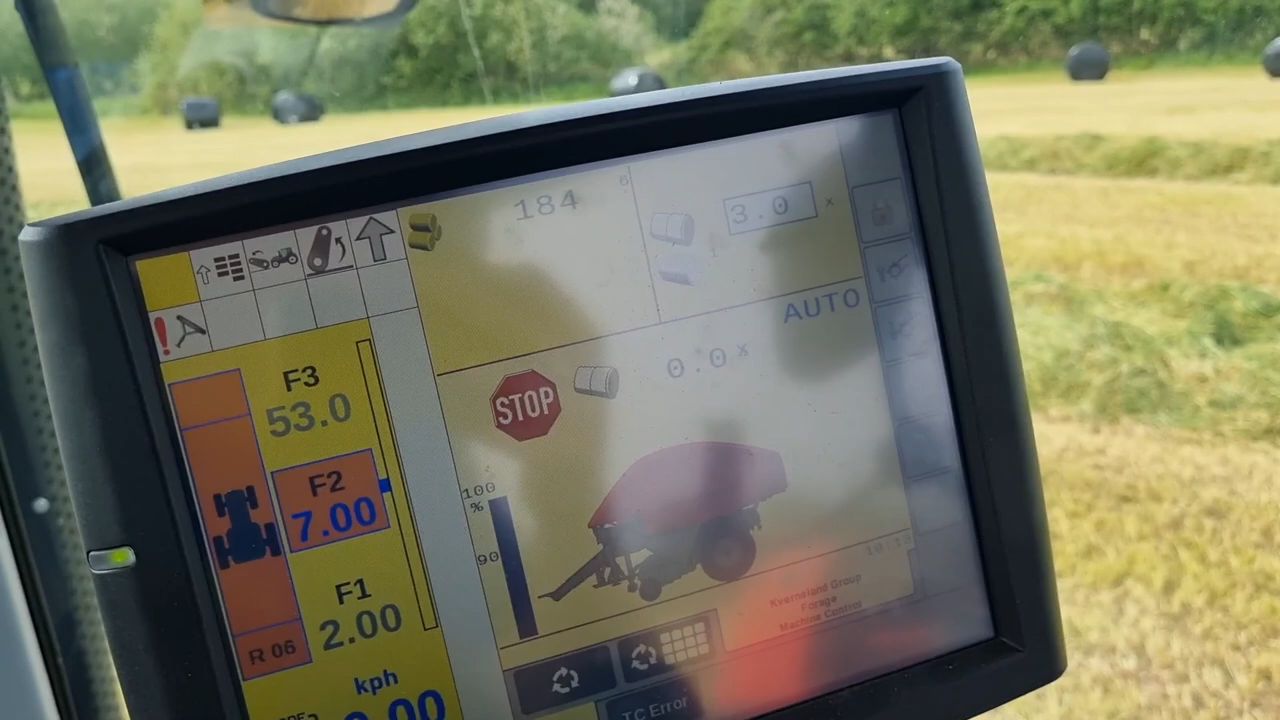 184
6
3.0 x
AUTO
0.0 x
STOP
100
%
90
F3
53.0
F2
7.00
F1
2.00
R 06
kph
Kverneland Group
Forage
Machine Control
TC Error